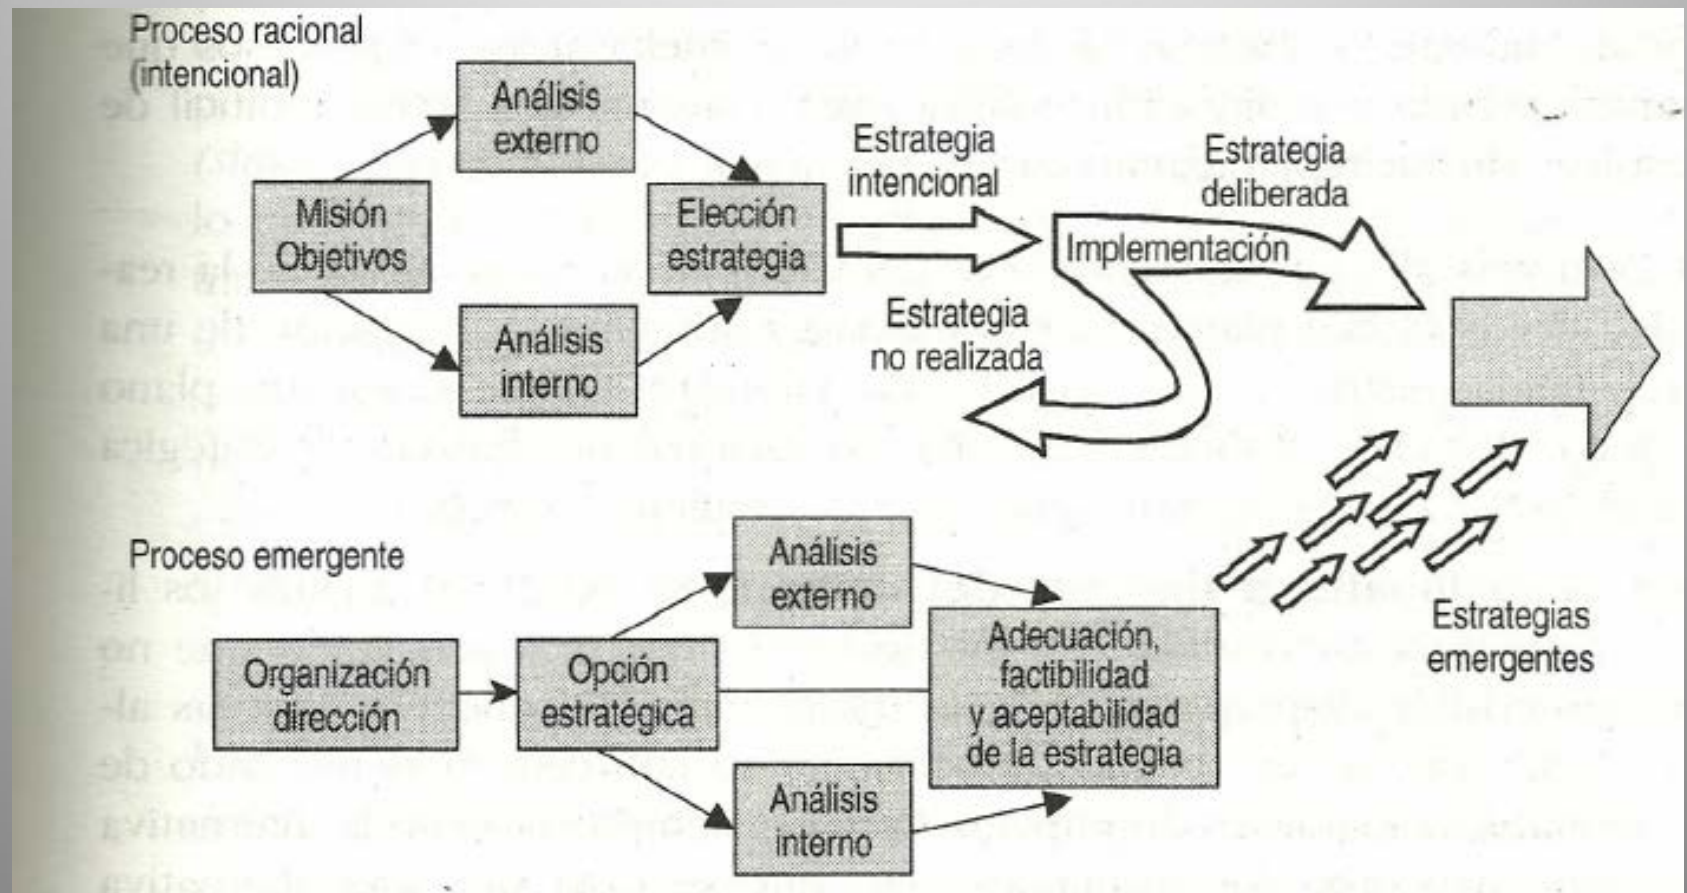 Proceso racional
(intencional)
Análisis
externo
Misión
Objetivos
Elección
estrategia
Análisis
interno
Estrategia
intencional
Estrategia
deliberada
Implementación
Estrategia
no realizada
Proceso emergente
Organización
dirección
Opción
estratégica
Análisis
externo
Análisis
interno
Adecuación,
factibilidad
y aceptabilidad
de la estrategia
Estrategias
emergentes